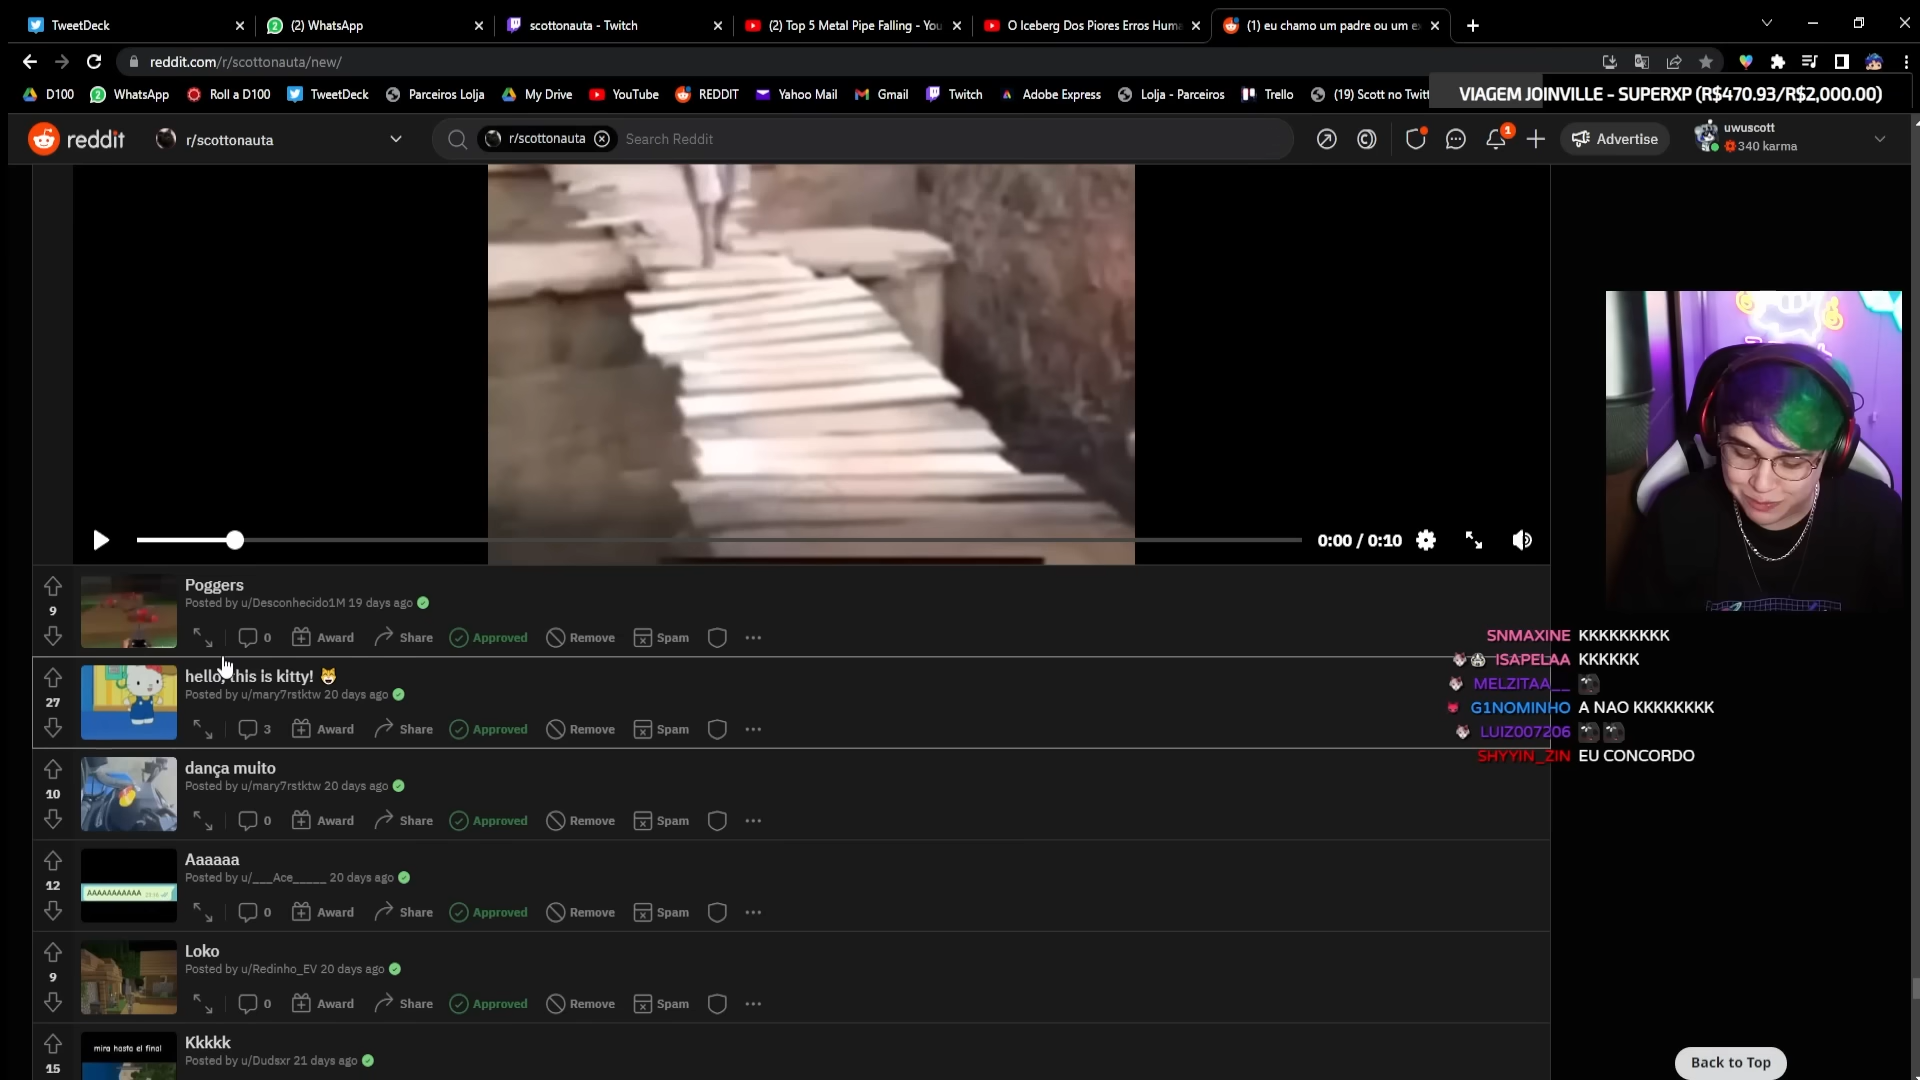 TweetDeck
(2) WhatsApp
scottonauta - Twitch
(2) Top 5 Metal Pipe Falling - You
O Iceberg Dos Piores Erros Huma
(1) eu chamo um padre ou um e
reddit.com/r/scottonauta/new/
D100
WhatsApp
Roll a D100
TweetDeck
Parceiros Lolja
My Drive
YouTube
REDDIT
Yahoo Mail
Gmail
Twitch
Adobe Express
Lolja - Parceiros
Trello
(19) Scott no Twitt
VIAGEM JOINVILLE - SUPERXP (R$470.93/R$2,000.00)
reddit
r/scottonauta
r/scottonauta
Search Reddit
1
Advertise
uwuscott
340 karma
0:00 / 0:10
Poggers
Posted by u/Desconhecido1M 19 days ago
9
0 Award Share Approved Remove Spam
hello, this is kitty!
Posted by u/mary7rstktw 20 days ago
27
3 Award Share Approved Remove Spam
dança muito
Posted by u/mary7rstktw 20 days ago
10
0 Award Share Approved Remove Spam
Aaaaaa
Posted by u/___Ace_____ 20 days ago
12
AAAAAAAAAAA
0 Award Share Approved Remove Spam
Loko
Posted by u/Redinho_EV 20 days ago
9
0 Award Share Approved Remove Spam
Kkkkk
mira hasta el final
Posted by u/Dudsxr 21 days ago
15
SNMAXINE KKKKKKKKK
ISAPELAA KKKKKK
MELZITAA__
G1NOMINHO A NAO KKKKKKKK
LUIZ007206
SHYYIN_ZIN EU CONCORDO
Back to Top